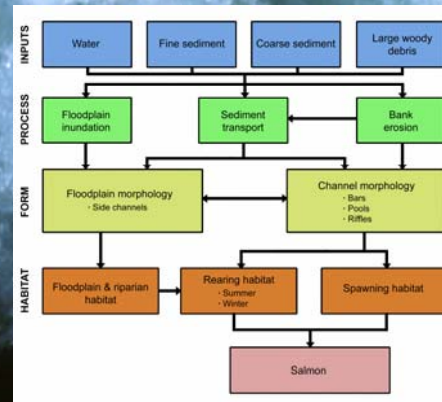 INPUTS
Water
Fine sediment
Coarse sediment
Large woody
debris
PROCESS
Floodplain
inundation
Sediment
transport
Bank
erosion
FORM
Floodplain morphology
· Side channels
Channel morphology
· Bars
· Pools
· Riffles
HABITAT
Floodplain & riparian
habitat
Rearing habitat
· Summer
· Winter
Spawning habitat
Salmon